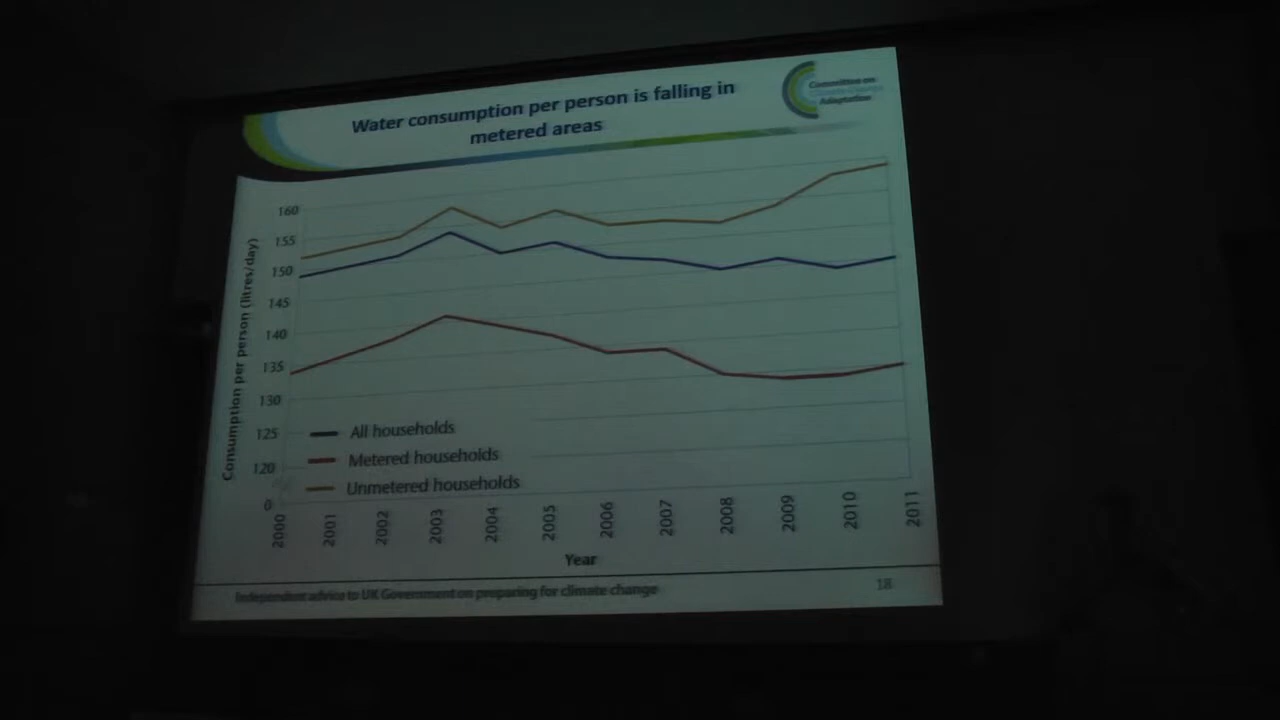 Water consumption per person is falling in
metered areas
Committee on
Climate Change
Adaptation
Consumption per person (litres/day)
160
155
150
145
140
135
130
125
120
0
All households
Metered households
Unmetered households
2000
2001
2002
2003
2004
2005
2006
2007
2008
2009
2010
2011
Year
Independent advice to UK Government on preparing for climate change
18